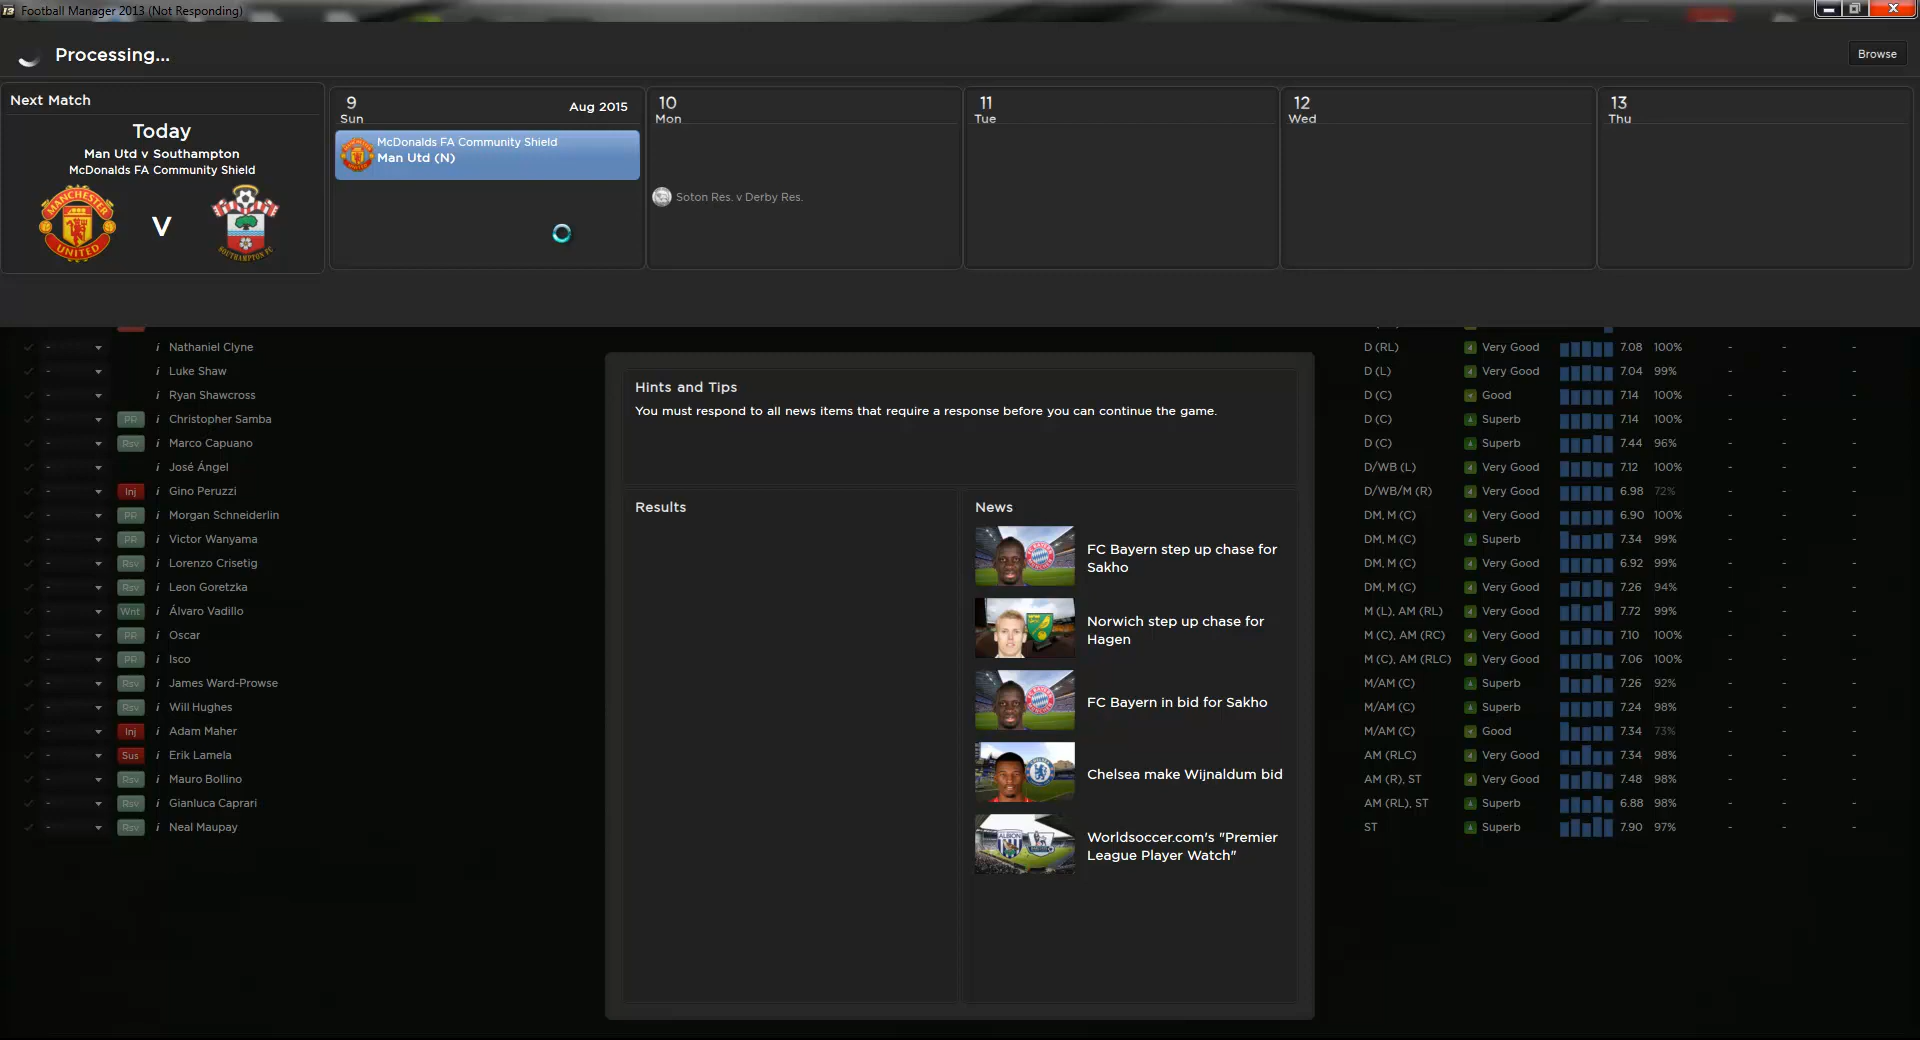 Football Manager 2013 (Not Responding)
Processing...
Browse
Next Match
Today
Man Utd v Southampton
McDonalds FA Community Shield
MANCHESTER
UNITED
V
SOUTHAMPTON FC
9
Sun
Aug 2015
McDonalds FA Community Shield
Man Utd (N)
10
Mon
Soton Res. v Derby Res.
11
Tue
12
Wed
13
Thu
- i Nathaniel Clyne D (RL) Very Good 7.08 100% - - -
- i Luke Shaw D (L) Very Good 7.04 99% - - -
- i Ryan Shawcross D (C) Good 7.14 100% - - -
- PR i Christopher Samba D (C) Superb 7.14 100% - - -
- Rsv i Marco Capuano D (C) Superb 7.44 96% - - -
- i José Ángel D/WB (L) Very Good 7.12 100% - - -
- Inj i Gino Peruzzi D/WB/M (R) Very Good 6.98 72% - - -
- PR i Morgan Schneiderlin DM, M (C) Very Good 6.90 100% - - -
- PR i Victor Wanyama DM, M (C) Superb 7.34 99% - - -
- Rsv i Lorenzo Crisetig DM, M (C) Very Good 6.92 99% - - -
- Rsv i Leon Goretzka DM, M (C) Very Good 7.26 94% - - -
- Wnt i Álvaro Vadillo M (L), AM (RL) Very Good 7.72 99% - - -
- PR i Oscar M (C), AM (RC) Very Good 7.10 100% - - -
- PR i Isco M (C), AM (RLC) Very Good 7.06 100% - - -
- Rsv i James Ward-Prowse M/AM (C) Superb 7.26 92% - - -
- Rsv i Will Hughes M/AM (C) Superb 7.24 98% - - -
- Inj i Adam Maher M/AM (C) Good 7.34 73% - - -
- Sus i Erik Lamela AM (RLC) Very Good 7.34 98% - - -
- Rsv i Mauro Bollino AM (R), ST Very Good 7.48 98% - - -
- Rsv i Gianluca Caprari AM (RL), ST Superb 6.88 98% - - -
- Rsv i Neal Maupay ST Superb 7.90 97% - - -
Hints and Tips
You must respond to all news items that require a response before you can continue the game.
Results
News
FC Bayern step up chase for
Sakho
Norwich step up chase for
Hagen
FC Bayern in bid for Sakho
Chelsea make Wijnaldum bid
Worldsoccer.com's "Premier
League Player Watch"